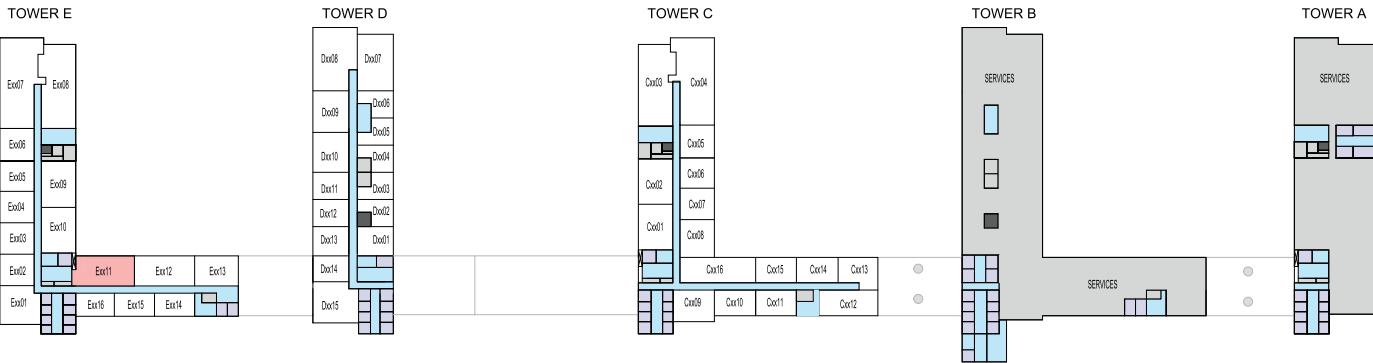 TOWER E
TOWER D
TOWER C
TOWER B
TOWER A
Exx07
Exx08
Exx06
Exx05
Exx09
Exx04
Exx10
Exx03
Exx02
Exx11
Exx12
Exx13
Exx01
Exx16
Exx15
Exx14
Dxx08
Dxx07
Dxx09
Dxx06
Dxx05
Dxx10
Dxx04
Dxx11
Dxx03
Dxx12
Dxx02
Dxx13
Dxx01
Dxx14
Dxx15
Cxx03
Cxx04
Cxx05
Cxx02
Cxx06
Cxx07
Cxx01
Cxx08
Cxx16
Cxx15
Cxx14
Cxx13
Cxx09
Cxx10
Cxx11
Cxx12
SERVICES
SERVICES
SERVICES